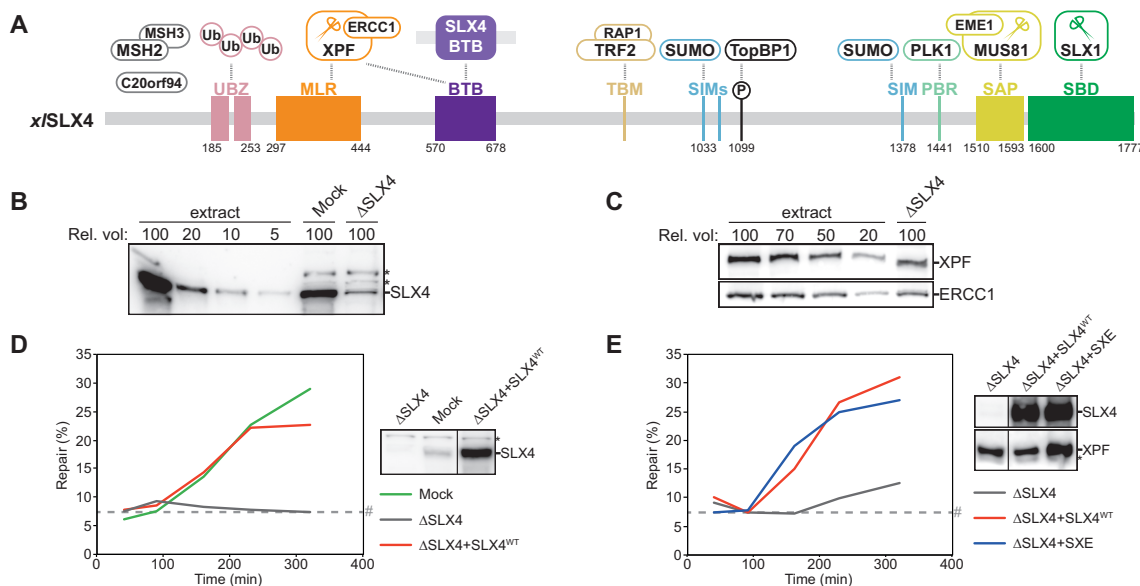 A
MSH3
MSH2
C20orf94
Ub Ub Ub Ub
UBZ
XPF
ERCC1
MLR
SLX4
BTB
BTB
RAP1
TRF2
TBM
SUMO
SIMs
TopBP1
P
SUMO
SIM
PLK1
PBR
EME1
MUS81
SAP
SLX1
SBD
xlSLX4
185 253 297 444 570 678 1033 1099 1378 1441 1510 1593 1600 1777
B
extract Mock ΔSLX4
Rel. vol: 100 20 10 5 100 100
*
*
SLX4
C
extract ΔSLX4
Rel. vol: 100 70 50 20 100
XPF
ERCC1
D
Repair (%)
35
30
25
20
15
10
5
0
0 100 200 300 400
Time (min)
#
ΔSLX4 Mock ΔSLX4+SLX4WT
*
SLX4
Mock
ΔSLX4
ΔSLX4+SLX4WT
E
Repair (%)
35
30
25
20
15
10
5
0
0 100 200 300 400
Time (min)
#
ΔSLX4 ΔSLX4+SLX4WT ΔSLX4+SXE
SLX4
XPF
*
ΔSLX4
ΔSLX4+SLX4WT
ΔSLX4+SXE